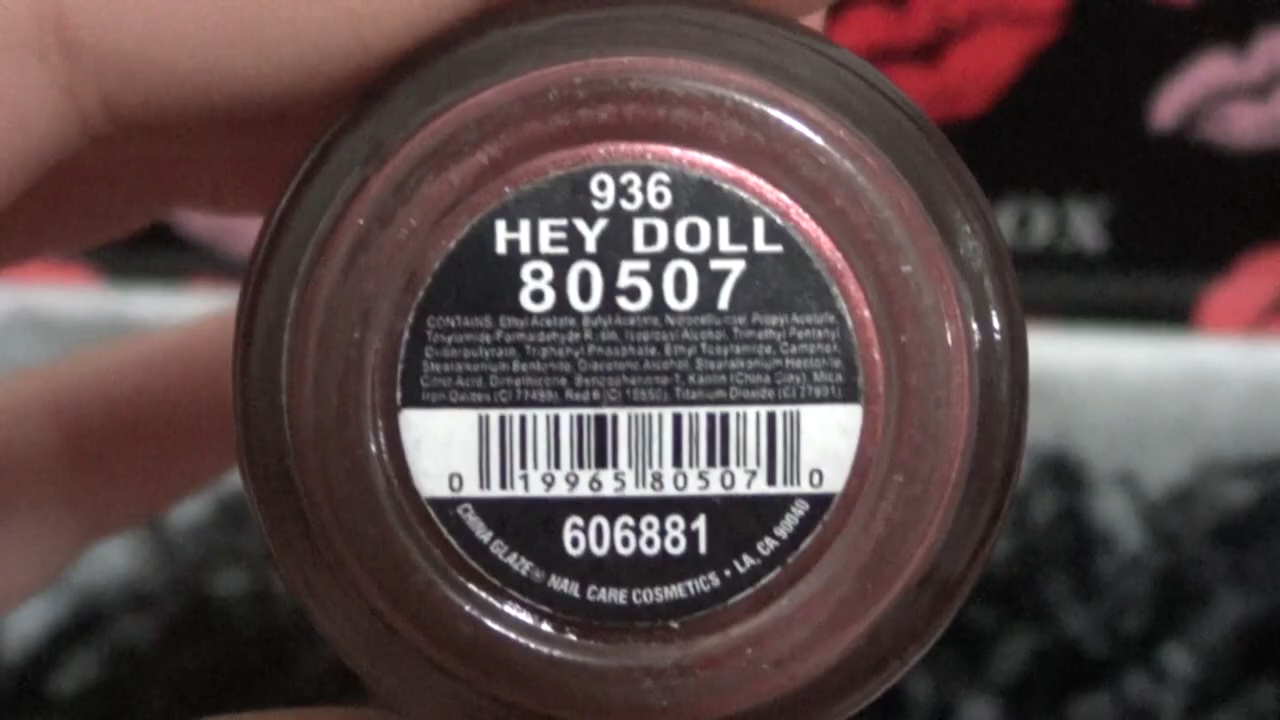 936
HEY DOLL
80507
CONTAINS: Ethyl Acetate, Butyl Acetate, Nitrocellulose, Propyl Acetate,
Tosylamide/Formaldehyde Isopropyl Alcohol, Trimethyl Pentanyl
Triphenyl Phosphate, Ethyl Tosylamide, Camphor,
Stearalkonium Bentonite, Diacetone Alcohol, Stearalkonium Hectorite,
Citric Acid, Dimethicone, Benzophenone-1, Kaolin (China Clay), Mica
Iron Oxides (CI 77499), Red 6 (CI 15850), Titanium Dioxide (CI 77891).
0 19965 80507 0
606881
CHINA GLAZE® NAIL CARE COSMETICS • LA, CA 90040
OX